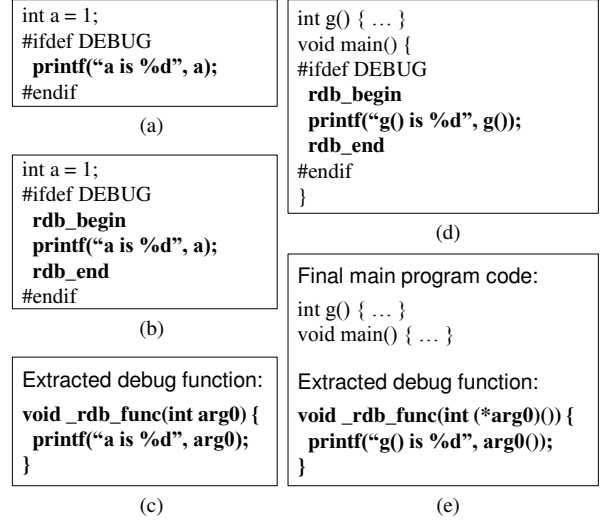 int a = 1;
#ifdef DEBUG
printf(“a is %d”, a);
#endif
(a)
int a = 1;
#ifdef DEBUG
rdb_begin
printf(“a is %d”, a);
rdb_end
#endif
(b)
Extracted debug function:
void _rdb_func(int arg0) {
printf(“a is %d”, arg0);
}
(c)
int g() { … }
void main() {
#ifdef DEBUG
rdb_begin
printf(“g() is %d”, g());
rdb_end
#endif
}
(d)
Final main program code:
int g() { … }
void main() { … }
Extracted debug function:
void _rdb_func(int (*arg0)()) {
printf(“g() is %d”, arg0());
}
(e)